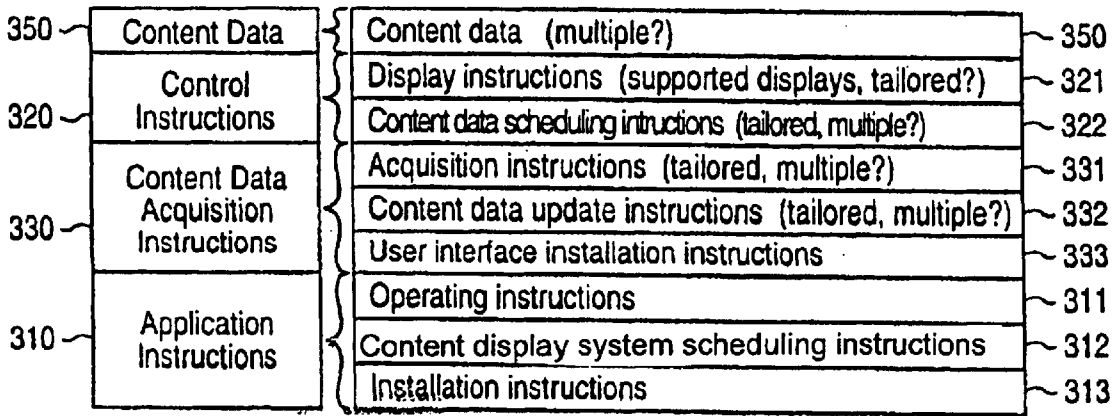 350 Content Data Content data (multiple?) 350
320 Control Instructions Display instructions (supported displays, tailored?) 321
Content data scheduling intructions (tailored, multiple?) 322
330 Content Data Acquisition Instructions Acquisition instructions (tailored, multiple?) 331
Content data update instructions (tailored, multiple?) 332
User interface installation instructions 333
310 Application Instructions Operating instructions 311
Content display system scheduling instructions 312
Installation instructions 313